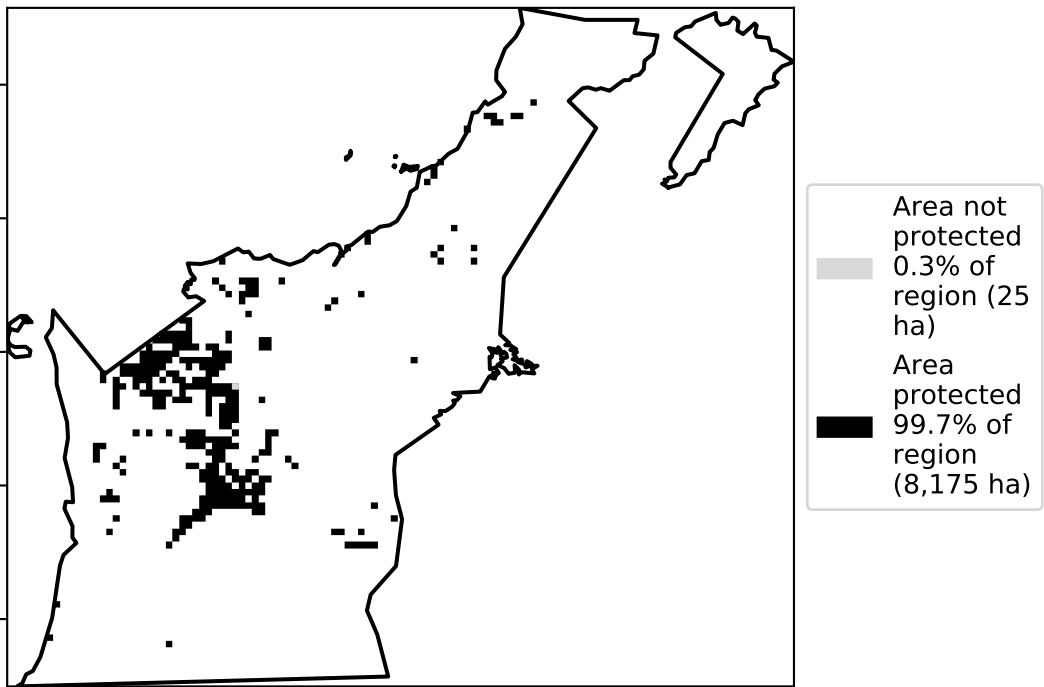 Area not
protected
0.3% of
region (25
ha)
Area
protected
99.7% of
region
(8,175 ha)